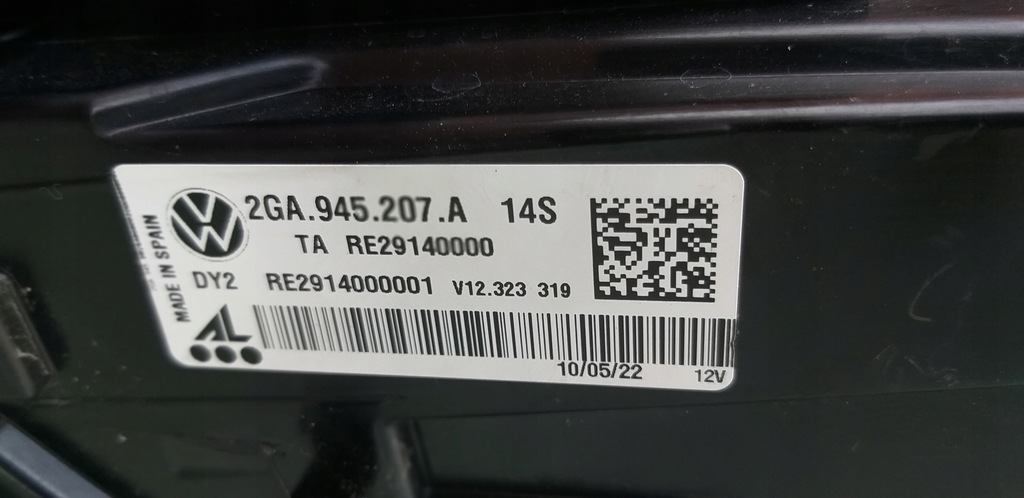 2GA.945.207.A 14S
TA RE29140000
DY2 RE2914000001 V12.323 319
MADE IN SPAIN
AL
10/05/22
12V